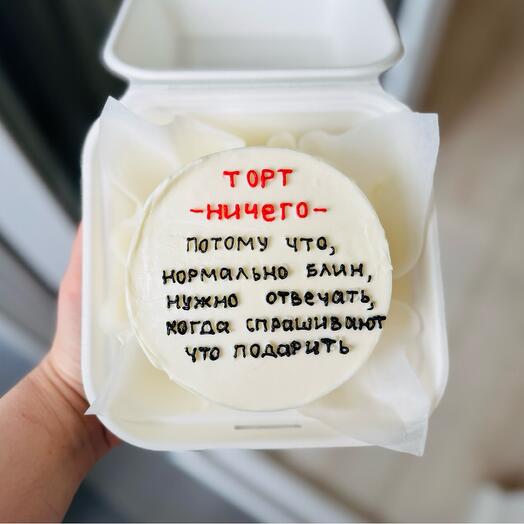 ТОРТ
-НИЧЕГО-
ПОТОМУ ЧТО,
НОРМАЛЬНО БЛИН,
НУЖНО ОТВЕЧАТЬ,
КОГДА СПРАШИВАЮТ
ЧТО ПОДАРИТЬ